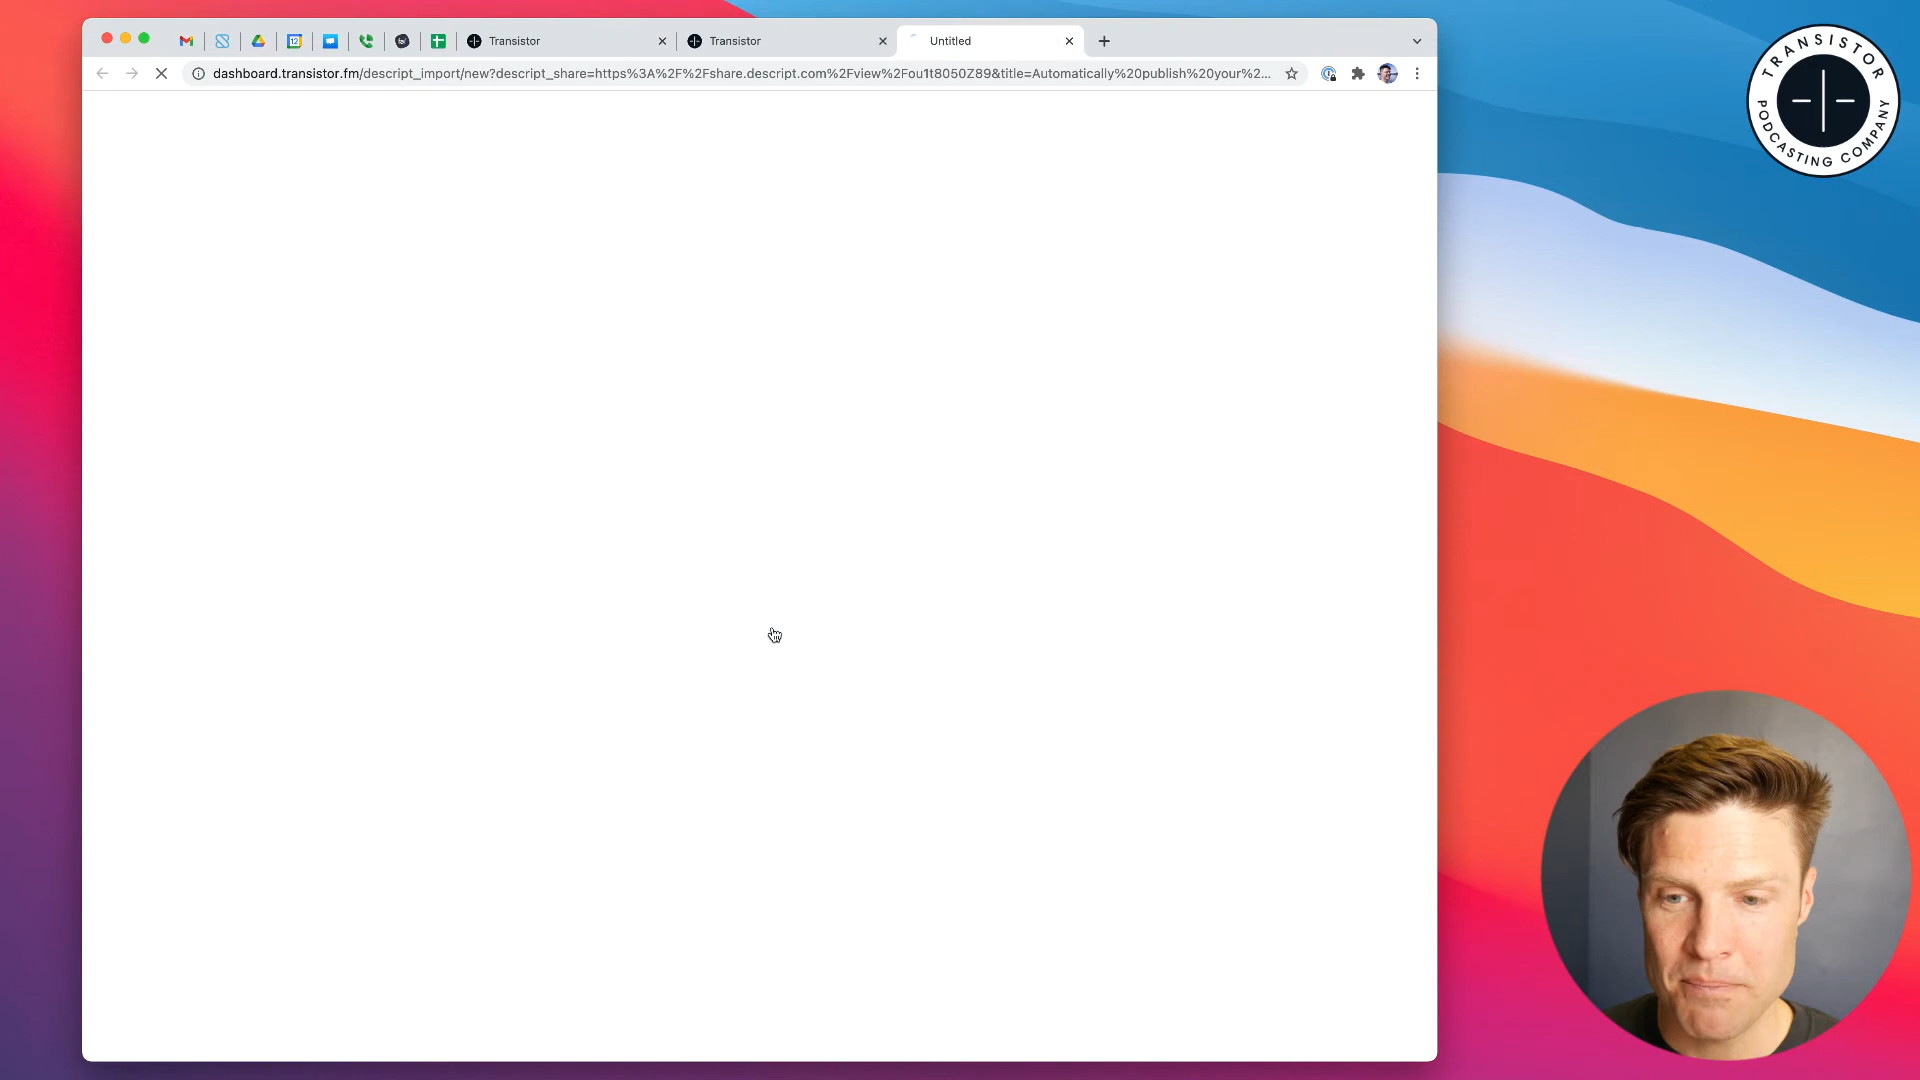 Transistor
Transistor
Untitled
dashboard.transistor.fm/descript_import/new?descript_share=https%3A%2F%2Fshare.descript.com%2Fview%2Fou1t8050Z89&title=Automatically%20publish%20your%2...
12
TRANSISTOR
PODCASTING COMPANY